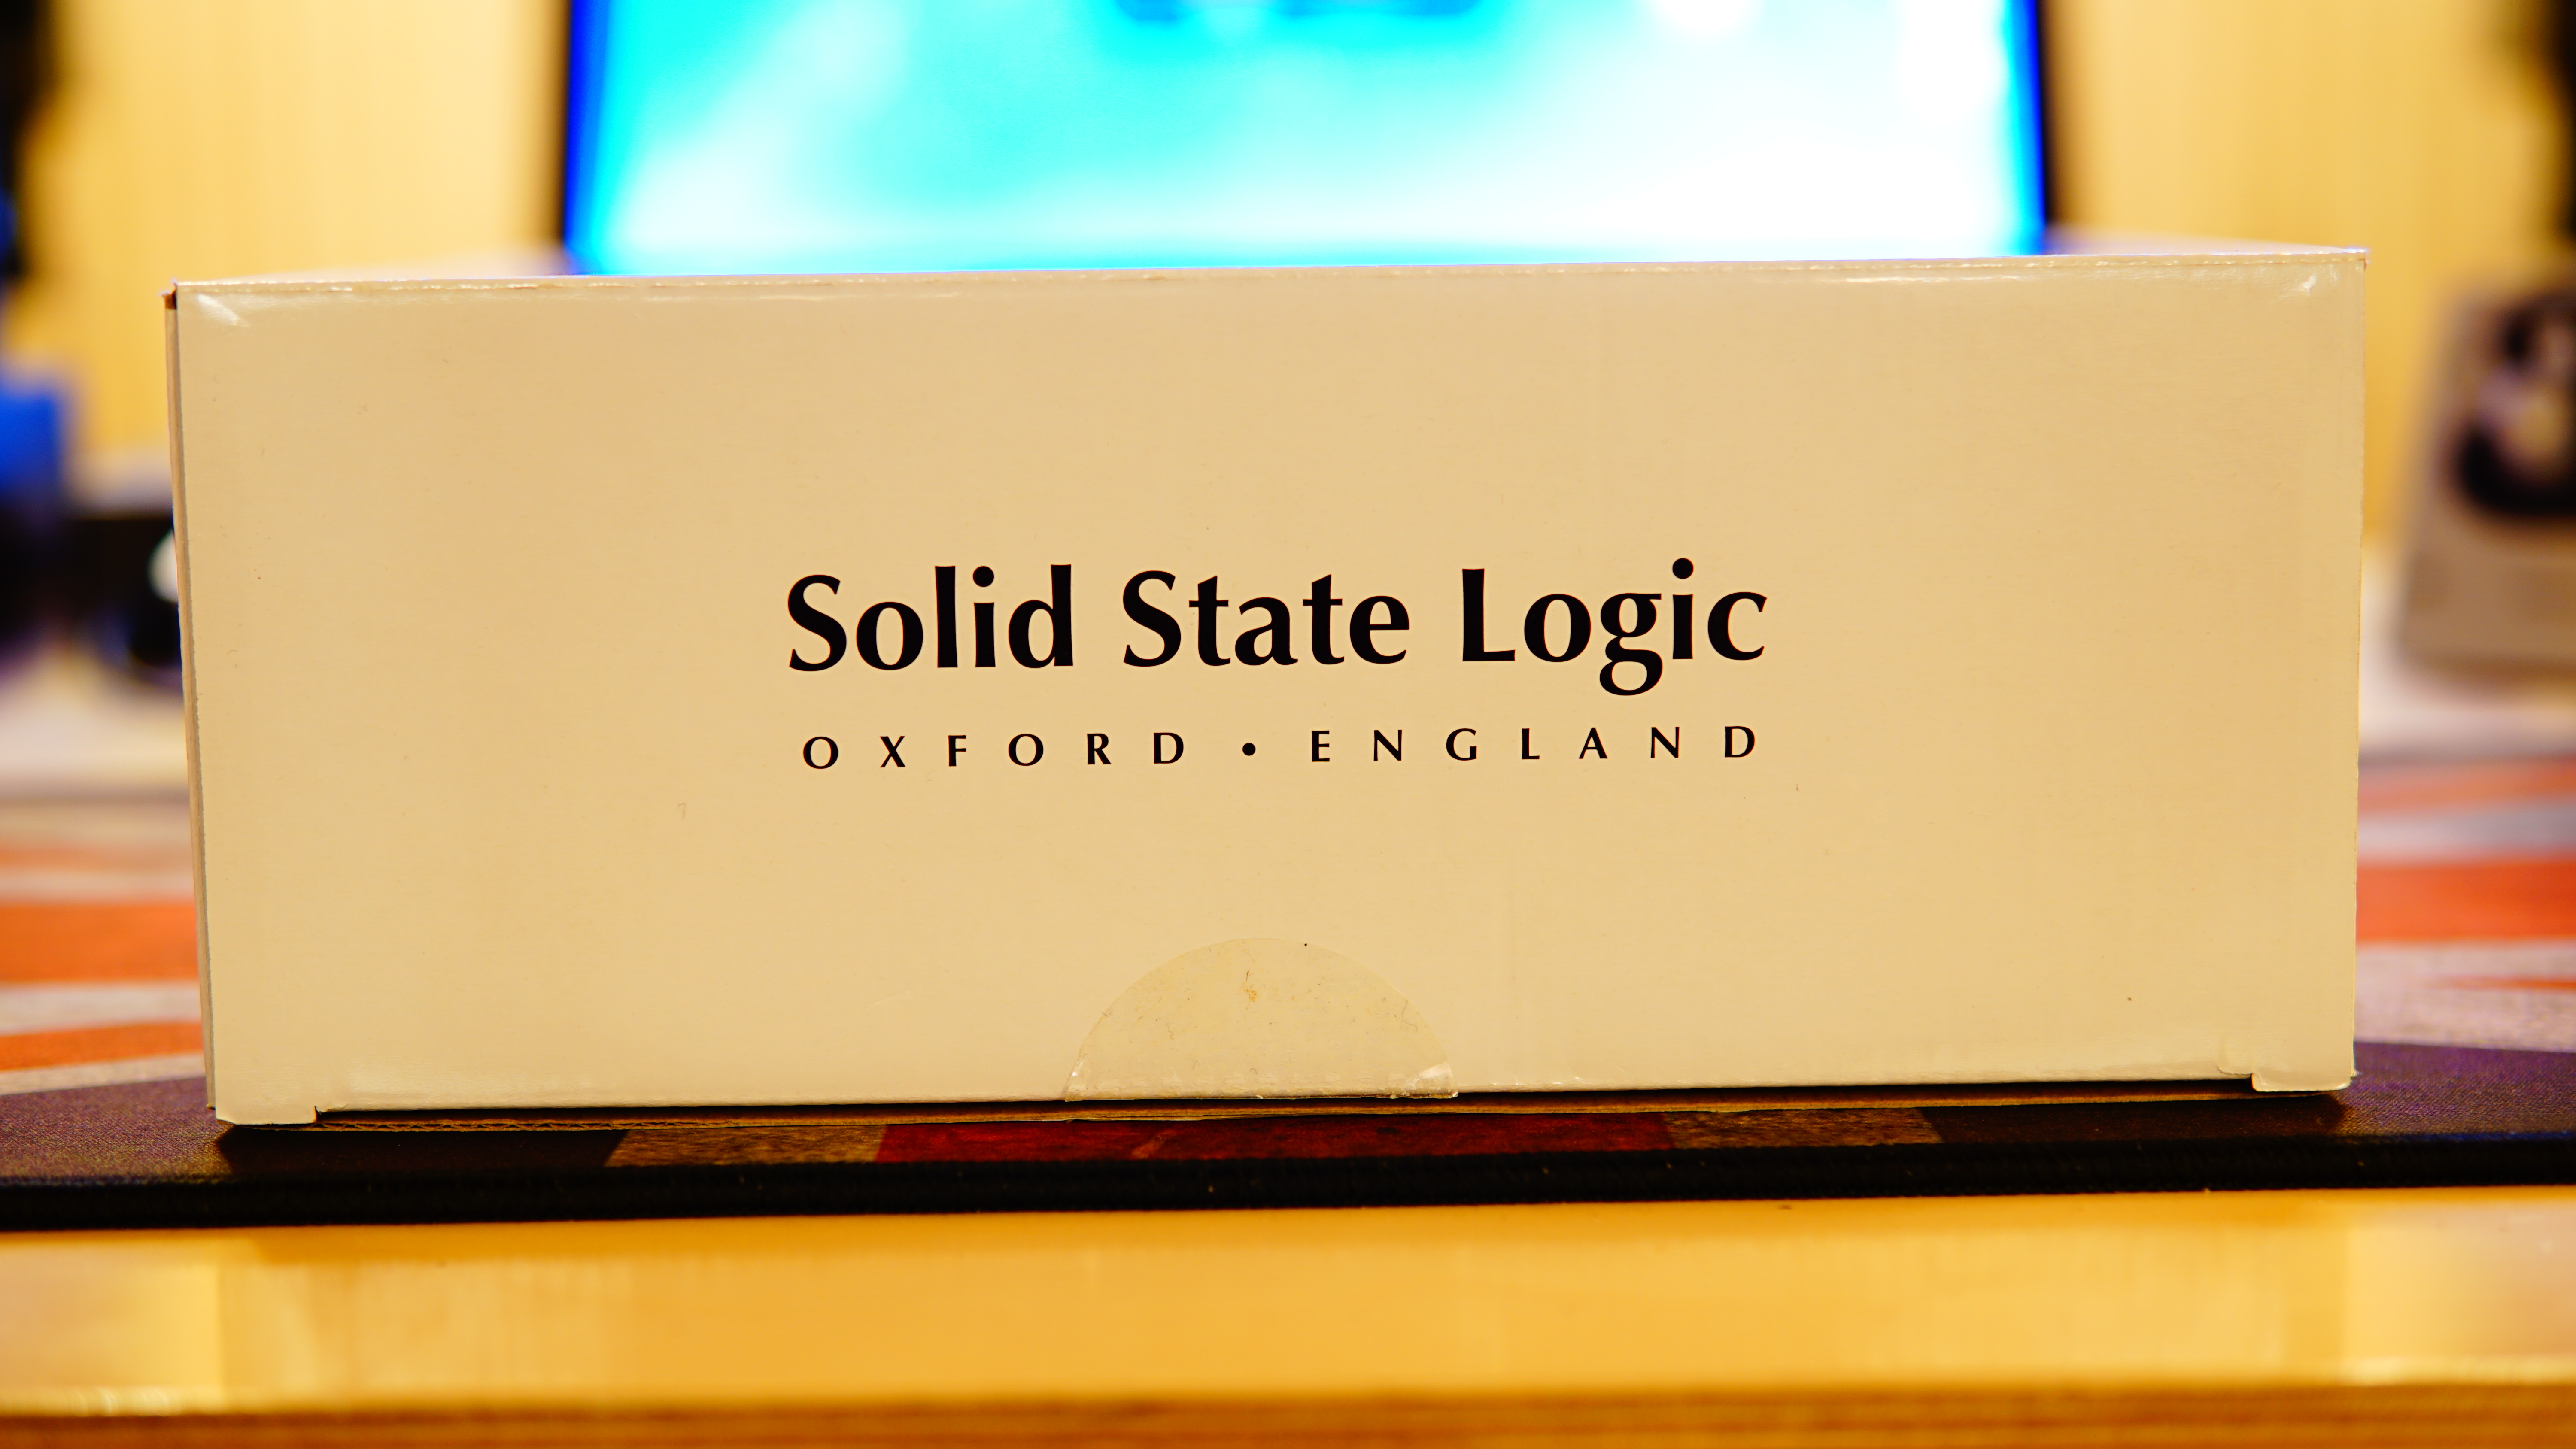 Solid State Logic
OXFORD • ENGLAND